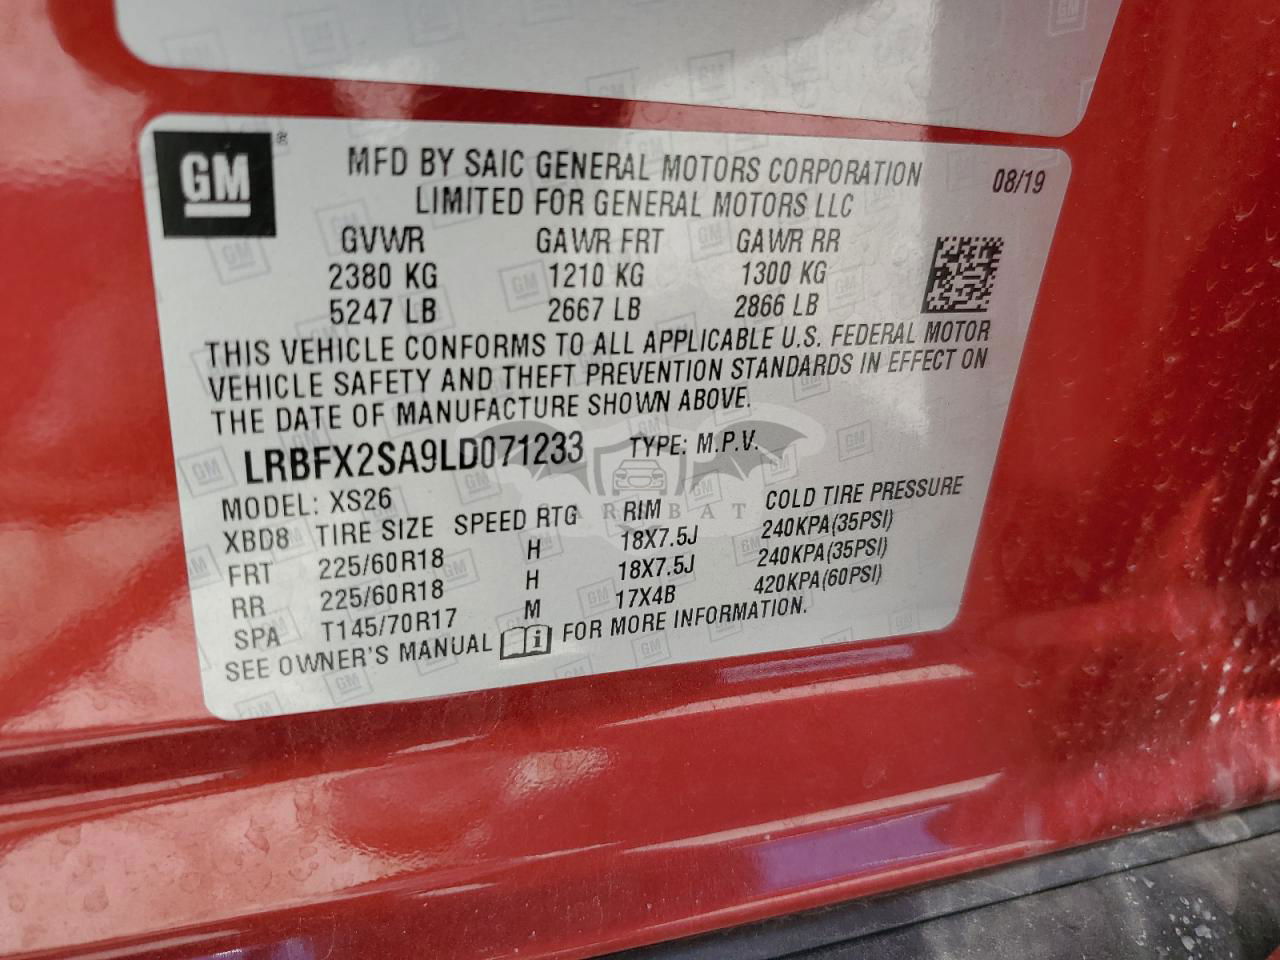 GM ®
MFD BY SAIC GENERAL MOTORS CORPORATION
LIMITED FOR GENERAL MOTORS LLC
08/19
GVWR GAWR FRT GAWR RR
2380 KG 1210 KG 1300 KG
5247 LB 2667 LB 2866 LB
THIS VEHICLE CONFORMS TO ALL APPLICABLE U.S. FEDERAL MOTOR
VEHICLE SAFETY AND THEFT PREVENTION STANDARDS IN EFFECT ON
THE DATE OF MANUFACTURE SHOWN ABOVE.
LRBFX2SA9LD071233 TYPE: M.P.V.
MODEL: XS26
XBD8 TIRE SIZE SPEED RTG RIM COLD TIRE PRESSURE
FRT 225/60R18 H 18X7.5J 240KPA(35PSI)
RR 225/60R18 H 18X7.5J 240KPA(35PSI)
SPA T145/70R17 M 17X4B 420KPA(60PSI)
SEE OWNER'S MANUAL i FOR MORE INFORMATION.